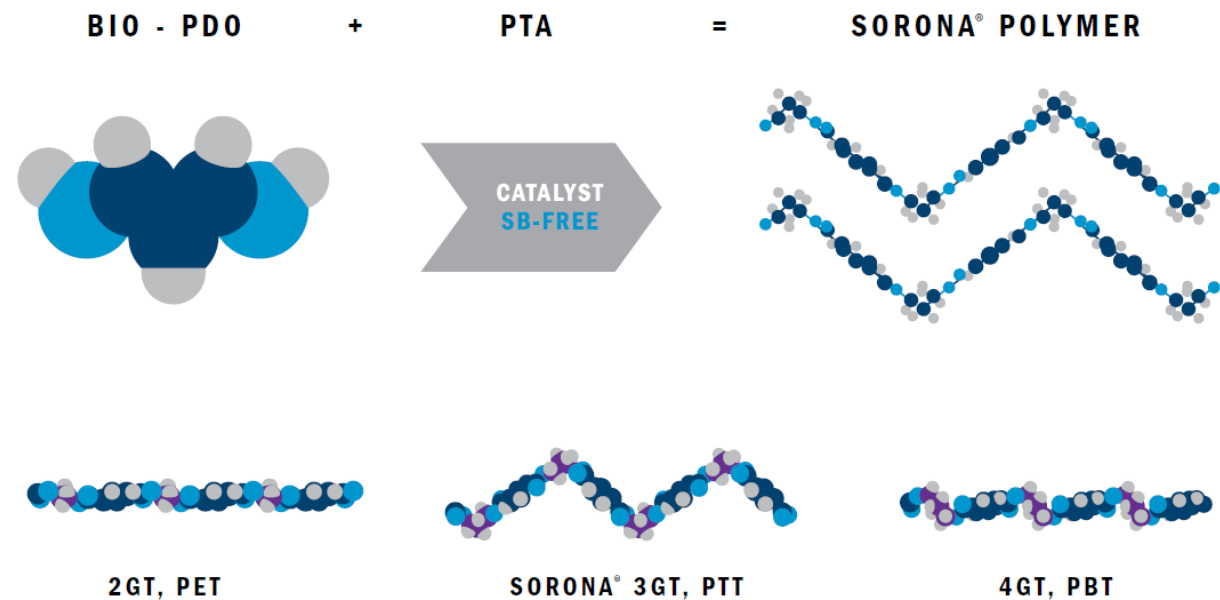 BIO - PDO + PTA = SORONA® POLYMER
CATALYST
SB-FREE
2GT, PET
SORONA® 3GT, PTT
4GT, PBT